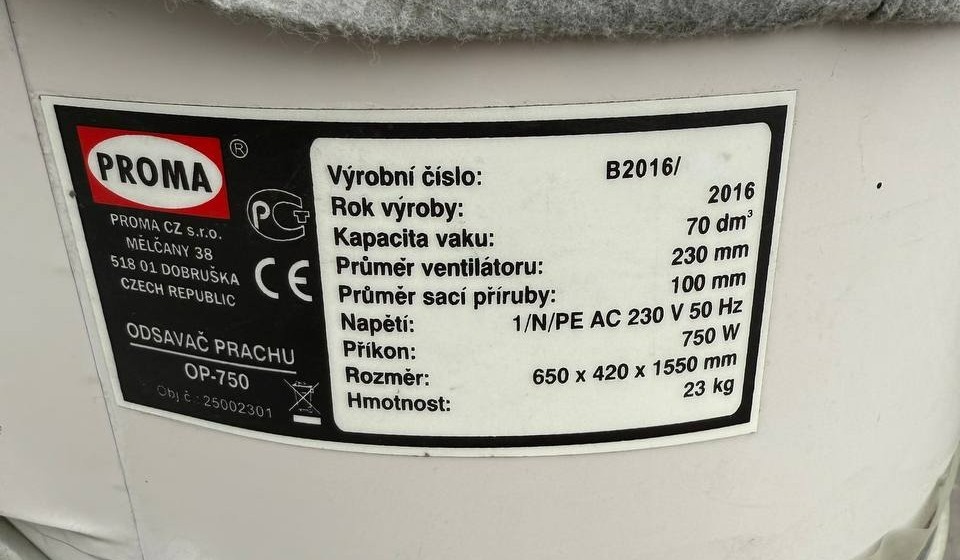 PROMA ®
PROMA CZ s.r.o.
MĚLČANY 38
518 01 DOBRUŠKA
CZECH REPUBLIC
CE
ODSAVAČ PRACHU
OP-750
Obj č.: 25002301
Výrobní číslo: B2016/
Rok výroby: 2016
Kapacita vaku: 70 dm³
Průměr ventilátoru: 230 mm
Průměr sací příruby: 100 mm
Napětí: 1/N/PE AC 230 V 50 Hz
Příkon: 750 W
Rozměr: 650 x 420 x 1550 mm
Hmotnost: 23 kg